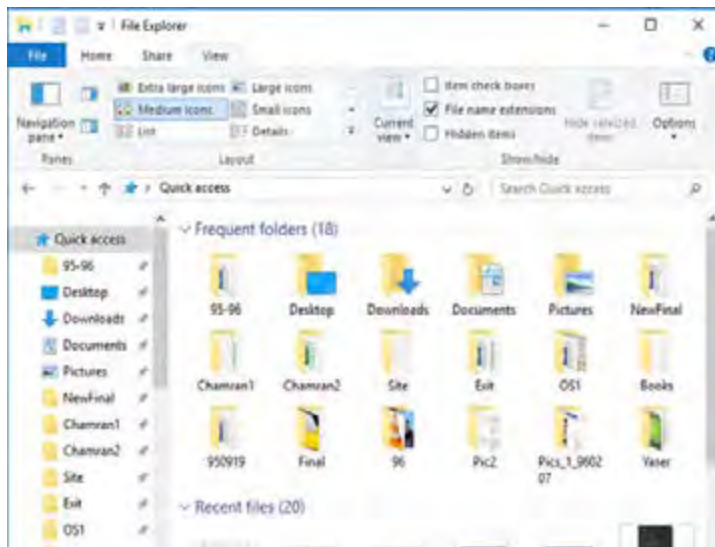 File Explorer
File Home Share View
Navigation pane
Extra large icons Large icons
Medium icons Small icons
List Details
Current view
Item check boxes
File name extensions
Hidden items
Hide selected items
Options
Panes Layout Show/hide
Quick access
Search Quick access
Quick access
95-96
Desktop
Downloads
Documents
Pictures
NewFinal
Chamran1
Chamran2
Site
Exit
OS1
Frequent folders (18)
95-96 Desktop Downloads Documents Pictures NewFinal
Chamran1 Chamran2 Site Exit OS1 Books
950919 Final 96 Pic2 Pics_1_960207 Yaser
Recent files (20)